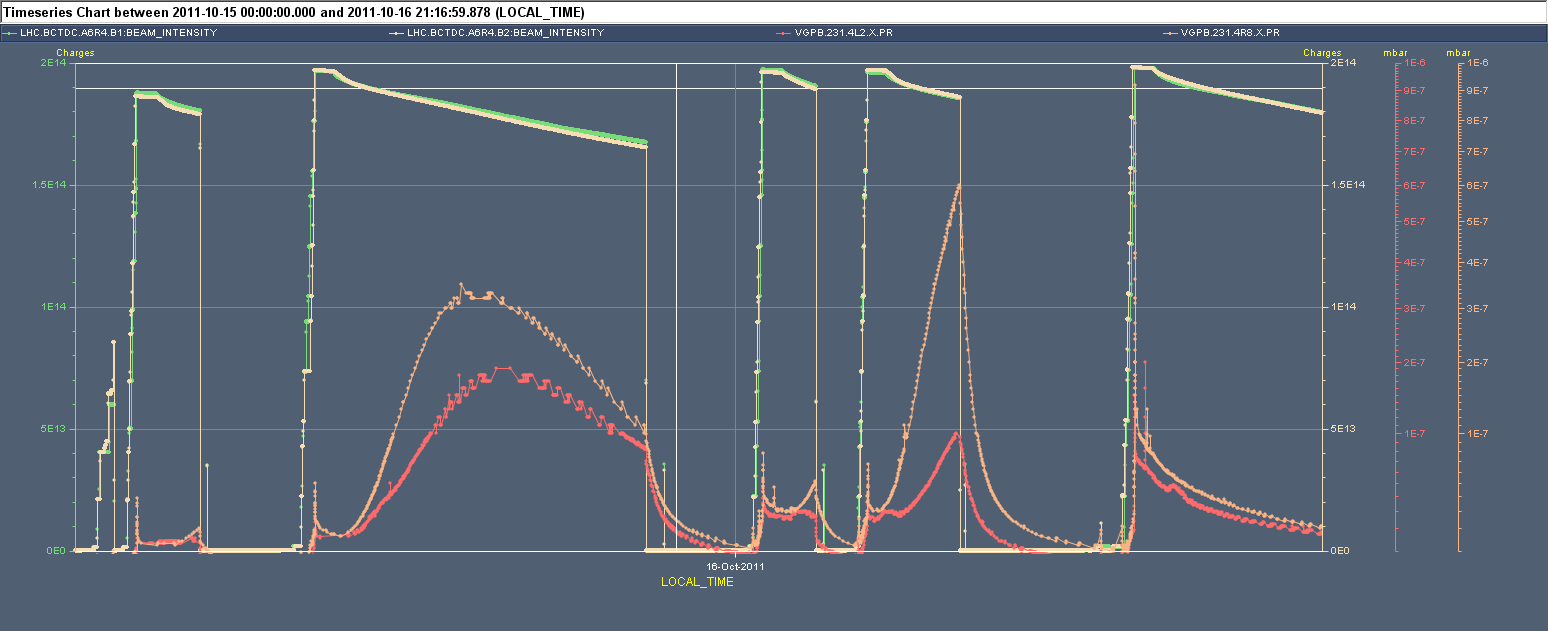 Timeseries Chart between 2011-10-15 00:00:00.000 and 2011-10-16 21:16:59.878 (LOCAL_TIME)
LHC.BCTDC.A6R4.B1:BEAM_INTENSITY LHC.BCTDC.A6R4.B2:BEAM_INTENSITY VGPB.231.4L2.X.PR VGPB.231.4R8.X.PR
Charges Charges mbar mbar
2E14 2E14 1E-6 1E-6
9E-7 9E-7
8E-7 8E-7
7E-7 7E-7
1.5E14 1.5E14 6E-7 6E-7
5E-7 5E-7
4E-7 4E-7
1E14 1E14 3E-7 3E-7
2E-7 2E-7
5E13 5E13 1E-7 1E-7
0E0 0E0
16-Oct-2011
LOCAL_TIME